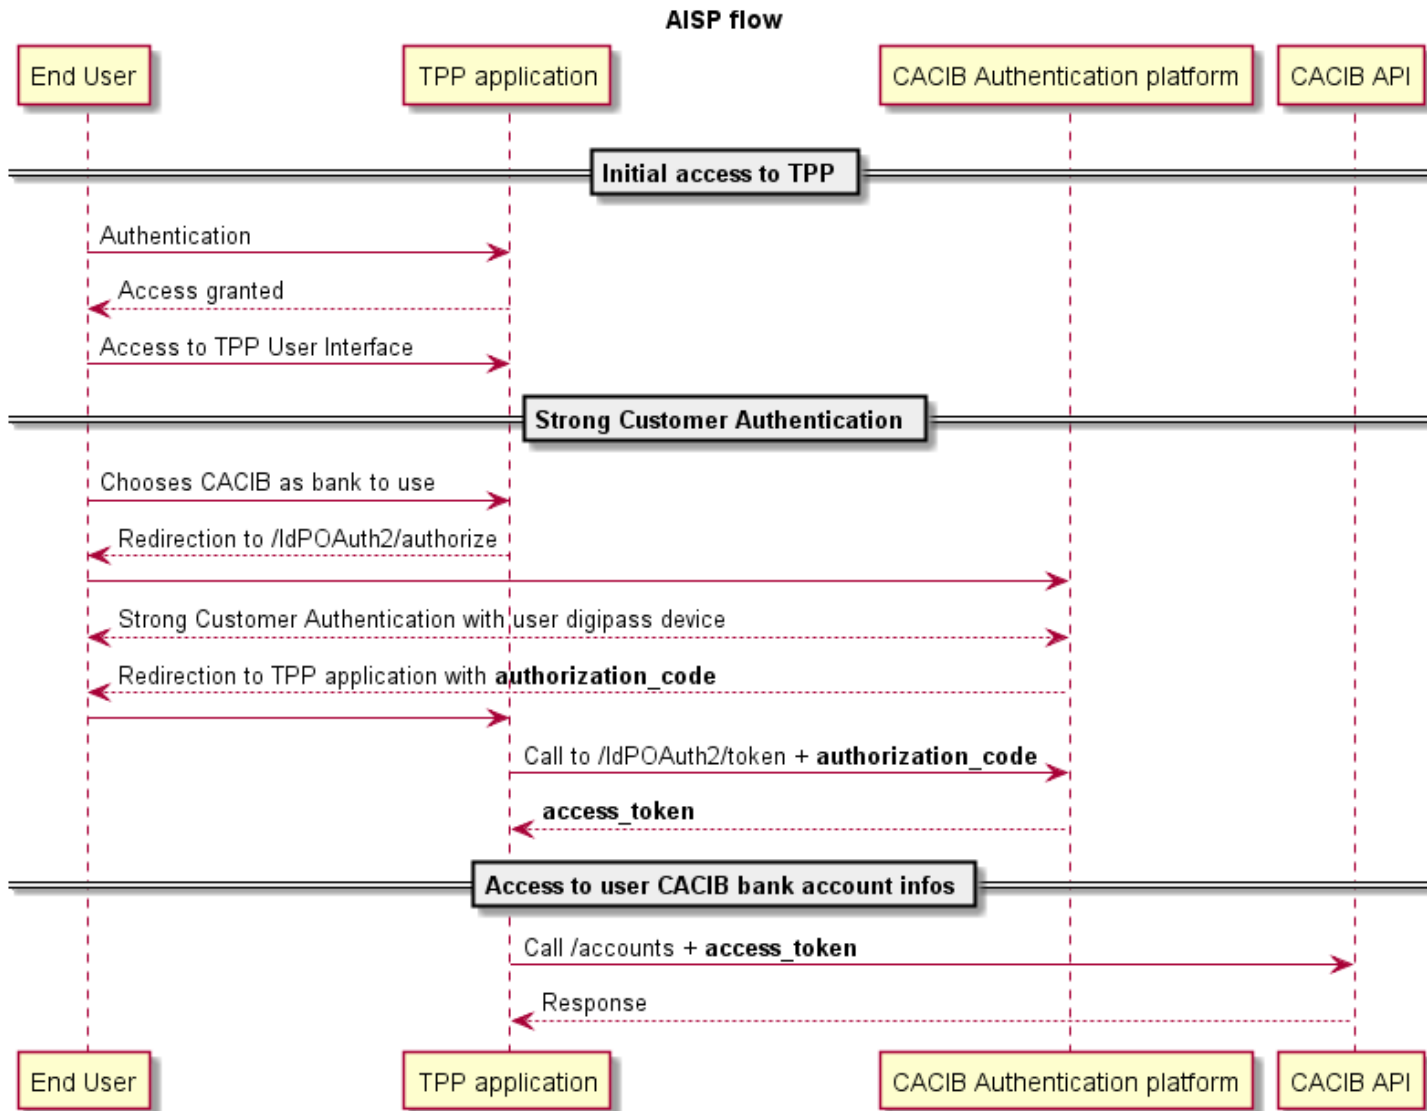 AISP flow
End User
TPP application
CACIB Authentication platform
CACIB API
Initial access to TPP
Authentication
Access granted
Access to TPP User Interface
Strong Customer Authentication
Chooses CACIB as bank to use
Redirection to /IdPOAuth2/authorize
Strong Customer Authentication with user digipass device
Redirection to TPP application with authorization_code
Call to /IdPOAuth2/token + authorization_code
access_token
Access to user CACIB bank account infos
Call /accounts + access_token
Response
End User
TPP application
CACIB Authentication platform
CACIB API